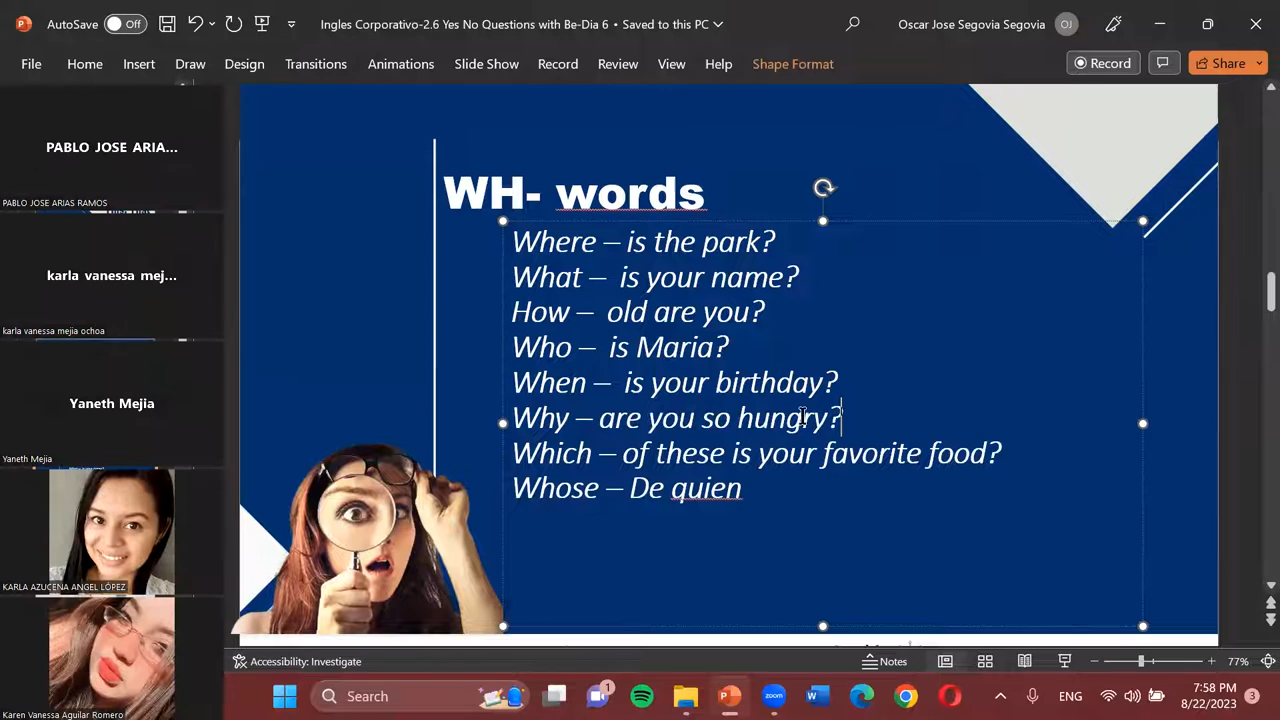 AutoSave Off Ingles Corporativo-2.6 Yes No Questions with Be-Dia 6 • Saved to this PC Oscar Jose Segovia Segovia OJ
File Home Insert Draw Design Transitions Animations Slide Show Record Review View Help Shape Format Record Share
PABLO JOSE ARIA...
PABLO JOSE ARIAS RAMOS
karla vanessa mej...
karla vanessa mejia ochoa
Yaneth Mejia
Yaneth Mejia
KARLA AZUCENA ANGEL LÓPEZ
Karen Vanessa Aguilar Romero
WH- words
Where – is the park?
What – is your name?
How – old are you?
Who – is Maria?
When – is your birthday?
Why – are you so hungry?
Which – of these is your favorite food?
Whose – De quien
Accessibility: Investigate Notes 77%
Search zoom 1 ENG 7:58 PM
8/22/2023 3